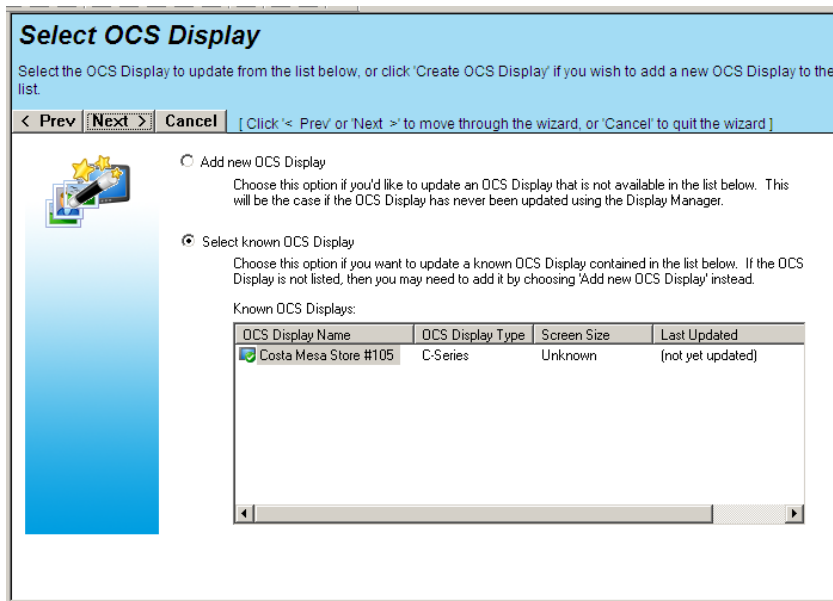 Select OCS Display
Select the OCS Display to update from the list below, or click 'Create OCS Display' if you wish to add a new OCS Display to the
list.
< Prev Next > Cancel [ Click '< Prev' or 'Next >' to move through the wizard, or 'Cancel' to quit the wizard ]
Add new OCS Display
Choose this option if you'd like to update an OCS Display that is not available in the list below. This
will be the case if the OCS Display has never been updated using the Display Manager.
Select known OCS Display
Choose this option if you want to update a known OCS Display contained in the list below. If the OCS
Display is not listed, then you may need to add it by choosing 'Add new OCS Display' instead.
Known OCS Displays:
OCS Display Name OCS Display Type Screen Size Last Updated
Costa Mesa Store #105 C-Series Unknown (not yet updated)